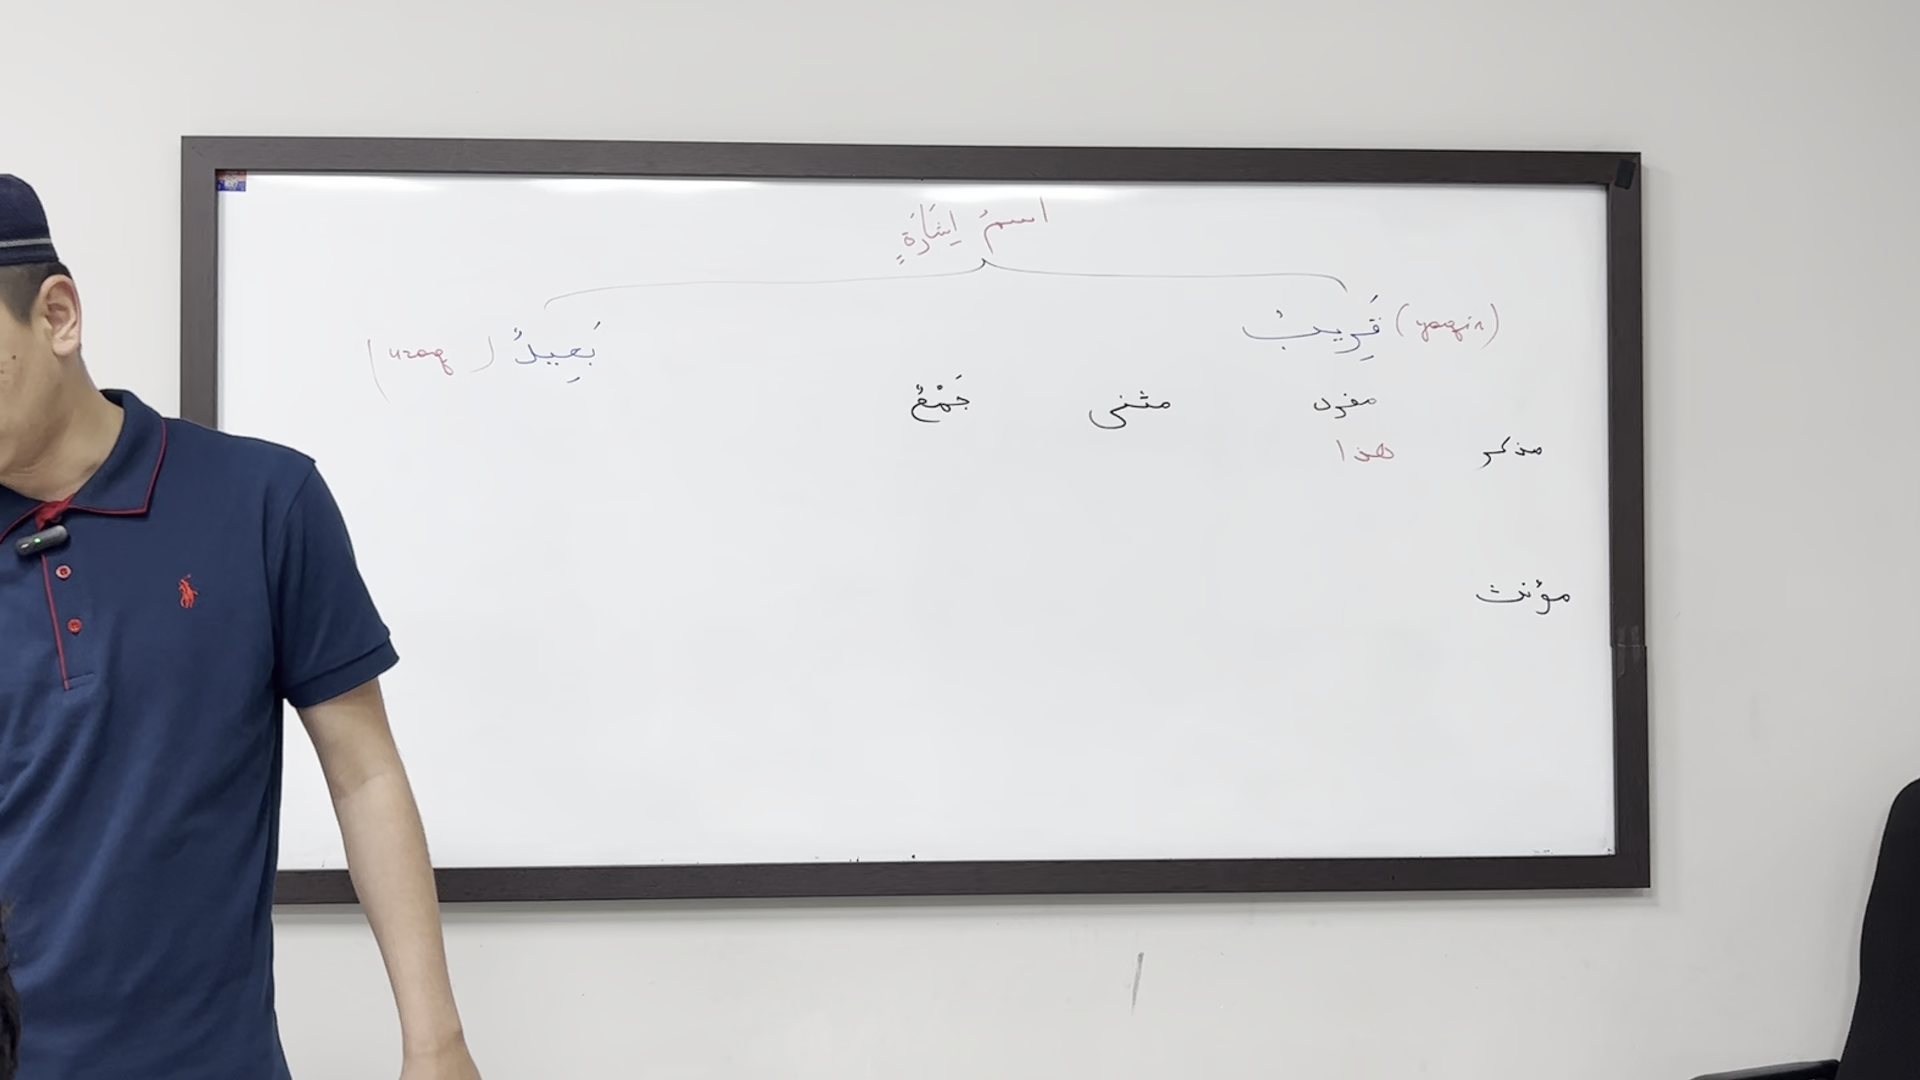 اسمُ اِشَارَةٍ
قَرِيبٌ (yaqin)
بَعِيدٌ (uzoq)
مفرد مثنى جَمْعٌ
مذكر هذا
مؤنث